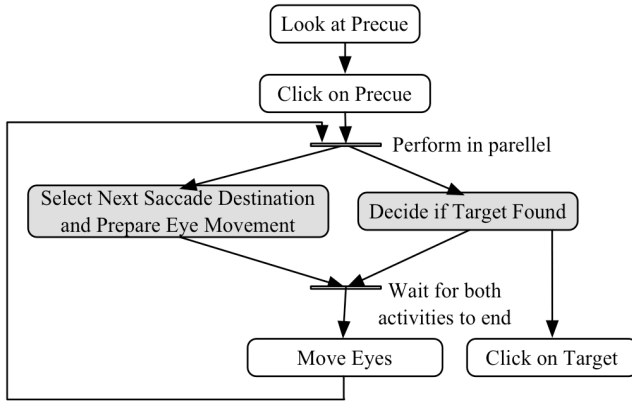 Look at Precue
Click on Precue
Perform in parellel
Select Next Saccade Destination
and Prepare Eye Movement
Decide if Target Found
Wait for both
activities to end
Move Eyes
Click on Target